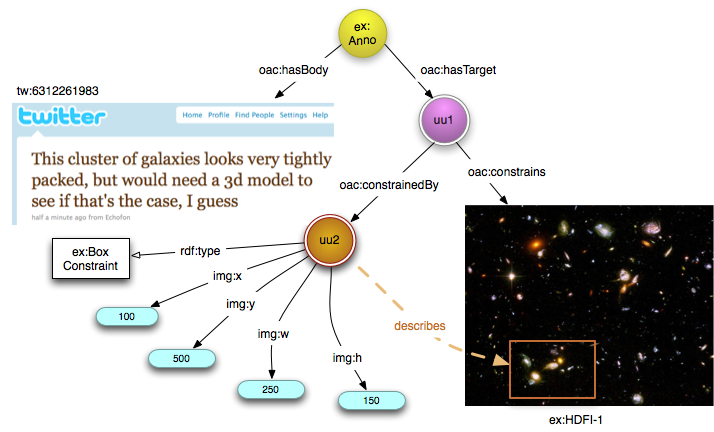 ex:
Anno
oac:hasBody
oac:hasTarget
tw:6312261983
twitter
Home Profile Find People Settings Help
uu1
This cluster of galaxies looks very tightly
packed, but would need a 3d model to
see if that's the case, I guess
half a minute ago from Echofon
oac:constrainedBy
oac:constrains
uu2
ex:Box
Constraint
rdf:type
img:x
100
img:y
500
img:w
250
img:h
150
describes
ex:HDFI-1